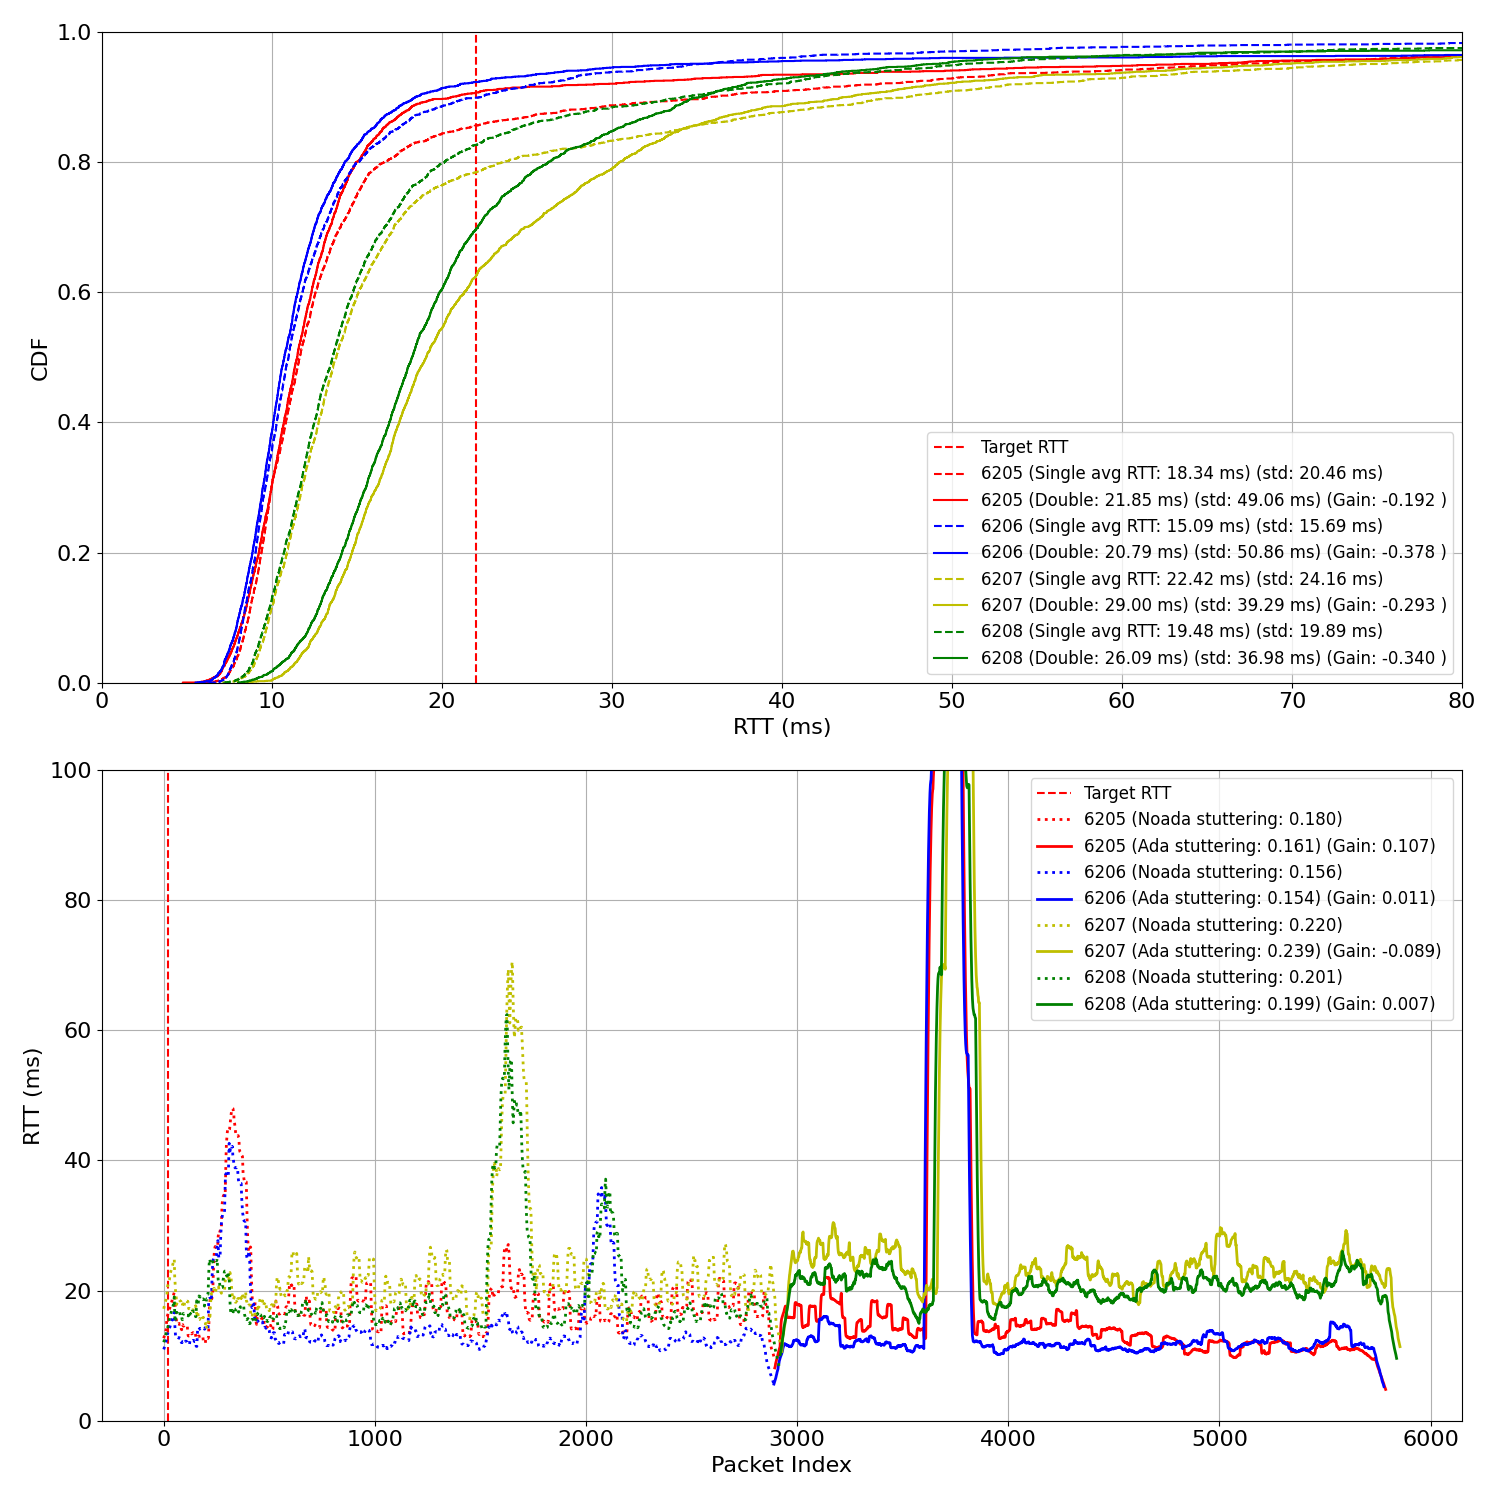 1.0
0.8
0.6
0.4
0.2
0.0
CDF
0 10 20 30 40 50 60 70 80
RTT (ms)
Target RTT
6205 (Single avg RTT: 18.34 ms) (std: 20.46 ms)
6205 (Double: 21.85 ms) (std: 49.06 ms) (Gain: -0.192 )
6206 (Single avg RTT: 15.09 ms) (std: 15.69 ms)
6206 (Double: 20.79 ms) (std: 50.86 ms) (Gain: -0.378 )
6207 (Single avg RTT: 22.42 ms) (std: 24.16 ms)
6207 (Double: 29.00 ms) (std: 39.29 ms) (Gain: -0.293 )
6208 (Single avg RTT: 19.48 ms) (std: 19.89 ms)
6208 (Double: 26.09 ms) (std: 36.98 ms) (Gain: -0.340 )
100
80
60
40
20
0
RTT (ms)
0 1000 2000 3000 4000 5000 6000
Packet Index
Target RTT
6205 (Noada stuttering: 0.180)
6205 (Ada stuttering: 0.161) (Gain: 0.107)
6206 (Noada stuttering: 0.156)
6206 (Ada stuttering: 0.154) (Gain: 0.011)
6207 (Noada stuttering: 0.220)
6207 (Ada stuttering: 0.239) (Gain: -0.089)
6208 (Noada stuttering: 0.201)
6208 (Ada stuttering: 0.199) (Gain: 0.007)